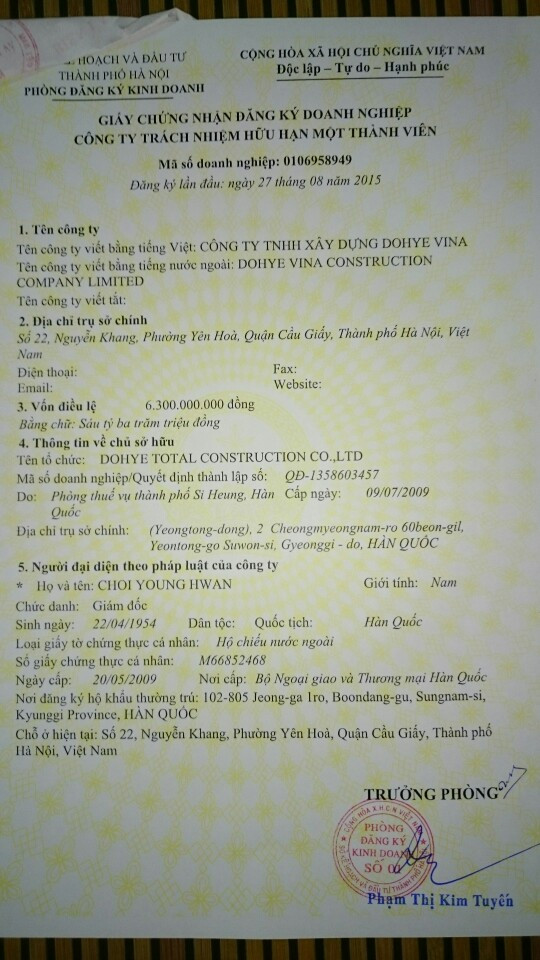 HOẠCH VÀ ĐẦU TƯ
THÀNH PHỐ HÀ NỘI
PHÒNG ĐĂNG KÝ KINH DOANH
CỘNG HÒA XÃ HỘI CHỦ NGHĨA VIỆT NAM
Độc lập – Tự do – Hạnh phúc
GIẤY CHỨNG NHẬN ĐĂNG KÝ DOANH NGHIỆP
CÔNG TY TRÁCH NHIỆM HỮU HẠN MỘT THÀNH VIÊN
Mã số doanh nghiệp: 0106958949
Đăng ký lần đầu: ngày 27 tháng 08 năm 2015
1. Tên công ty
Tên công ty viết bằng tiếng Việt: CÔNG TY TNHH XÂY DỰNG DOHYE VINA
Tên công ty viết bằng tiếng nước ngoài: DOHYE VINA CONSTRUCTION
COMPANY LIMITED
Tên công ty viết tắt:
2. Địa chỉ trụ sở chính
Số 22, Nguyễn Khang, Phường Yên Hoà, Quận Cầu Giấy, Thành phố Hà Nội, Việt
Nam
Điện thoại: Fax:
Email: Website:
3. Vốn điều lệ 6.300.000.000 đồng
Bằng chữ: Sáu tỷ ba trăm triệu đồng
4. Thông tin về chủ sở hữu
Tên tổ chức: DOHYE TOTAL CONSTRUCTION CO.,LTD
Mã số doanh nghiệp/Quyết định thành lập số: QĐ-1358603457
Do: Phòng thuế vụ thành phố Si Heung, Hàn Cấp ngày: 09/07/2009
Quốc
Địa chỉ trụ sở chính: (Yeongtong-dong), 2 Cheongmyeongnam-ro 60beon-gil,
Yeontong-go Suwon-si, Gyeonggi - do, HÀN QUỐC
5. Người đại diện theo pháp luật của công ty
* Họ và tên: CHOI YOUNG HWAN Giới tính: Nam
Chức danh: Giám đốc
Sinh ngày: 22/04/1954 Dân tộc: Quốc tịch: Hàn Quốc
Loại giấy tờ chứng thực cá nhân: Hộ chiếu nước ngoài
Số giấy chứng thực cá nhân: M66852468
Ngày cấp: 20/05/2009 Nơi cấp: Bộ Ngoại giao và Thương mại Hàn Quốc
Nơi đăng ký hộ khẩu thường trú: 102-805 Jeong-ga 1ro, Boondang-gu, Sungnam-si,
Kyunggi Province, HÀN QUỐC
Chỗ ở hiện tại: Số 22, Nguyễn Khang, Phường Yên Hoà, Quận Cầu Giấy, Thành phố
Hà Nội, Việt Nam
TRƯỞNG PHÒNG
PHÒNG
ĐĂNG KÝ
KINH DOANH
SỐ 01
Phạm Thị Kim Tuyến